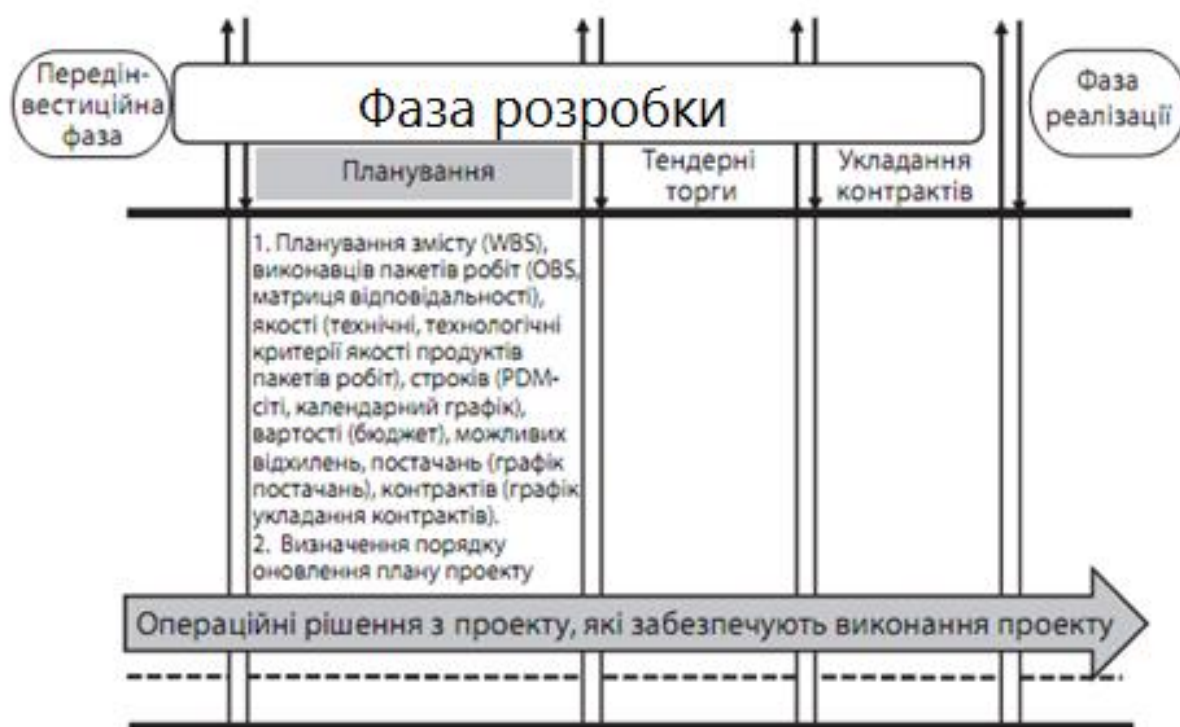 Передін-
вестиційна
фаза
Фаза розробки
Фаза
реалізації
Планування
Тендерні
торги
Укладання
контрактів
1. Планування змісту (WBS),
виконавців пакетів робіт (OBS,
матриця відповідальності),
якості (технічні, технологічні
критерії якості продуктів
пакетів робіт), строків (PDM-
сіті, календарний графік),
вартості (бюджет), можливих
відхилень, постачань (графік
постачань), контрактів (графік
укладання контрактів).
2. Визначення порядку
оновлення плану проекту
Операційні рішення з проекту, які забезпечують виконання проекту